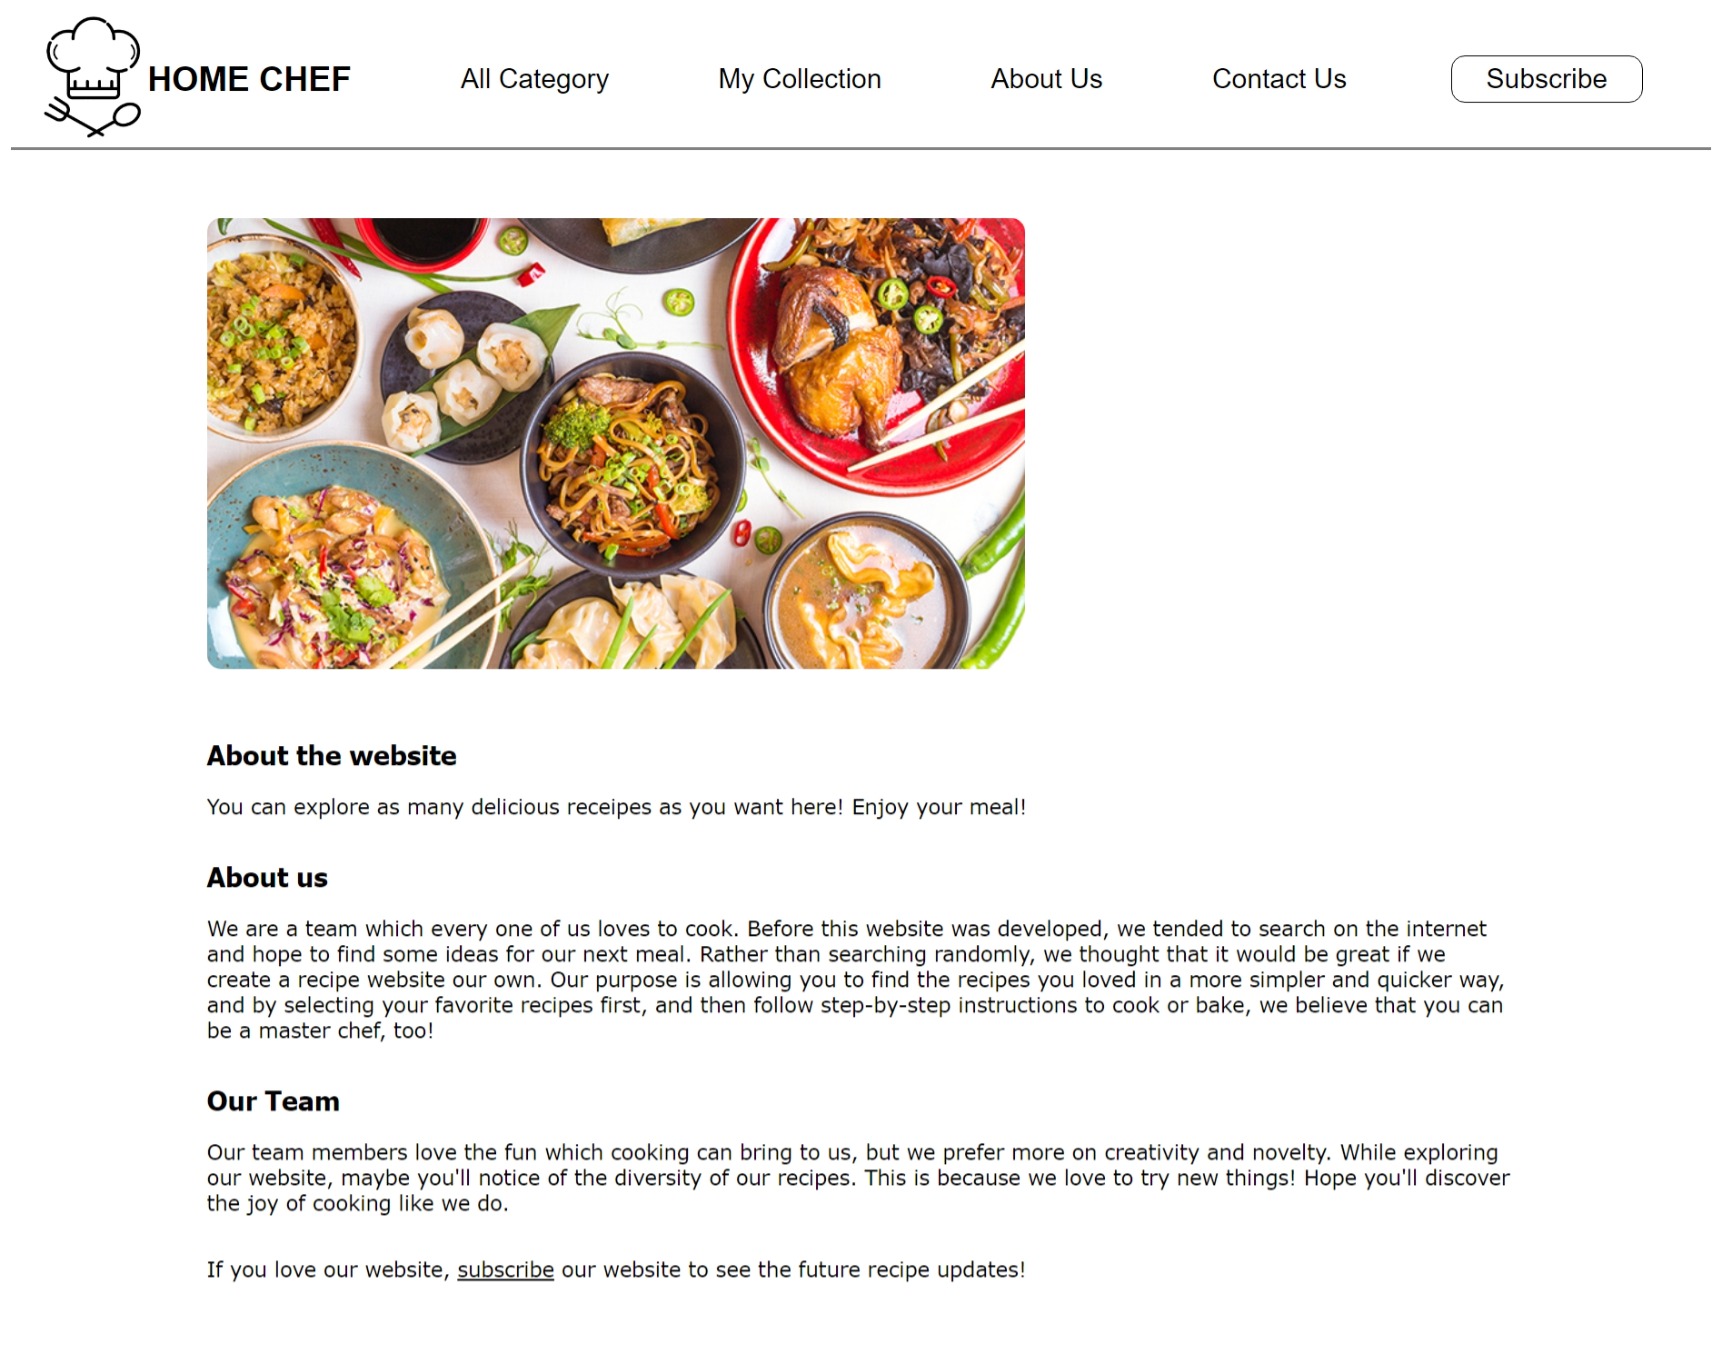 HOME CHEF
All Category
My Collection
About Us
Contact Us
Subscribe
About the website
You can explore as many delicious receipes as you want here! Enjoy your meal!
About us
We are a team which every one of us loves to cook. Before this website was developed, we tended to search on the internet
and hope to find some ideas for our next meal. Rather than searching randomly, we thought that it would be great if we
create a recipe website our own. Our purpose is allowing you to find the recipes you loved in a more simpler and quicker way,
and by selecting your favorite recipes first, and then follow step-by-step instructions to cook or bake, we believe that you can
be a master chef, too!
Our Team
Our team members love the fun which cooking can bring to us, but we prefer more on creativity and novelty. While exploring
our website, maybe you'll notice of the diversity of our recipes. This is because we love to try new things! Hope you'll discover
the joy of cooking like we do.
If you love our website, subscribe our website to see the future recipe updates!